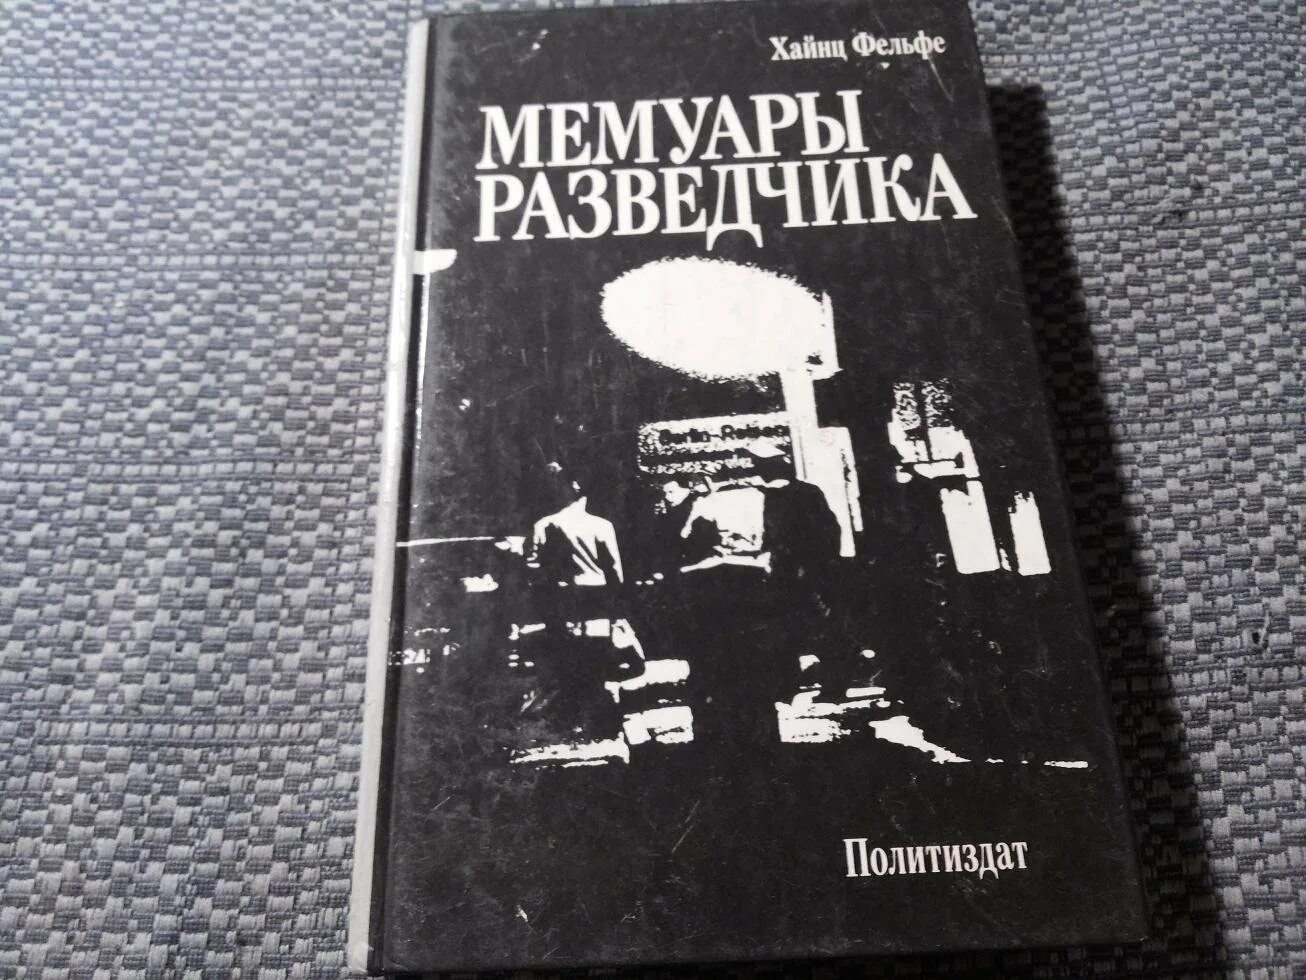 Хайнц Фельфе
МЕМУАРЫ
РАЗВЕДЧИКА
Политиздат